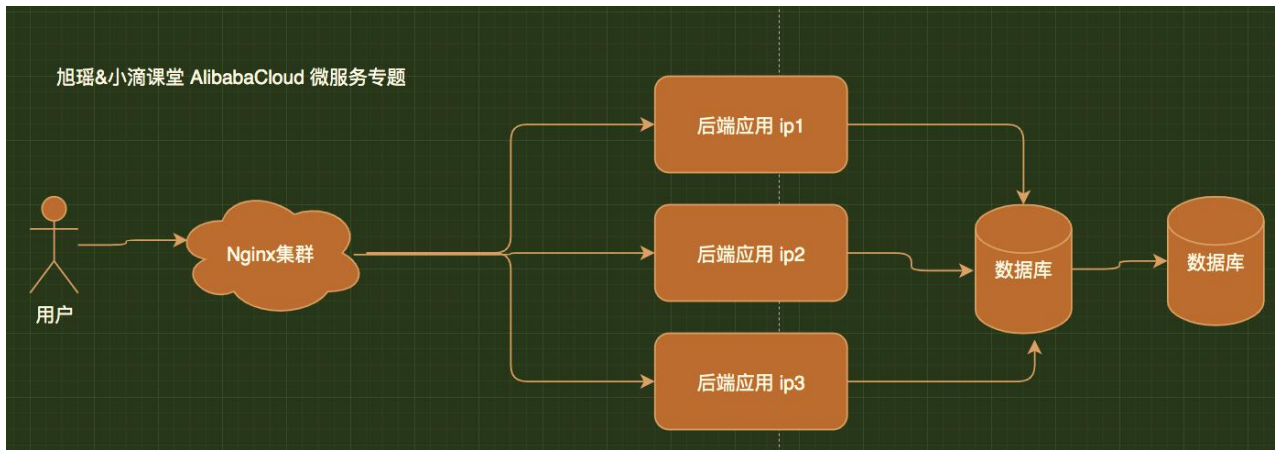 旭瑶&小滴课堂 AlibabaCloud 微服务专题
后端应用 ip1
用户
Nginx集群
后端应用 ip2
数据库
数据库
后端应用 ip3